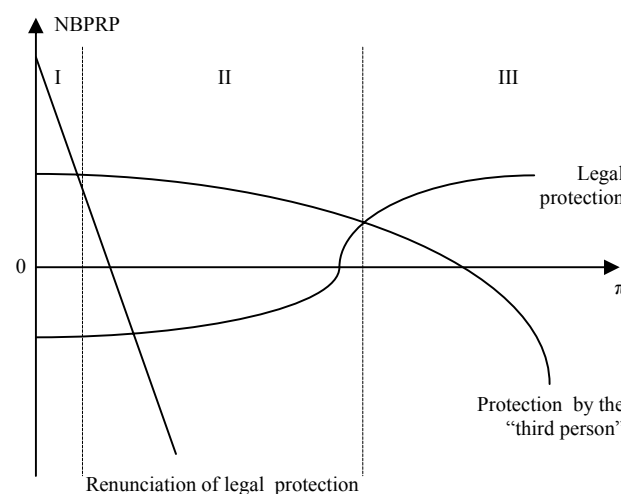 NBPRP
I
II
III
Legal
protection
0
π
Protection by the
“third person”
Renunciation of legal protection